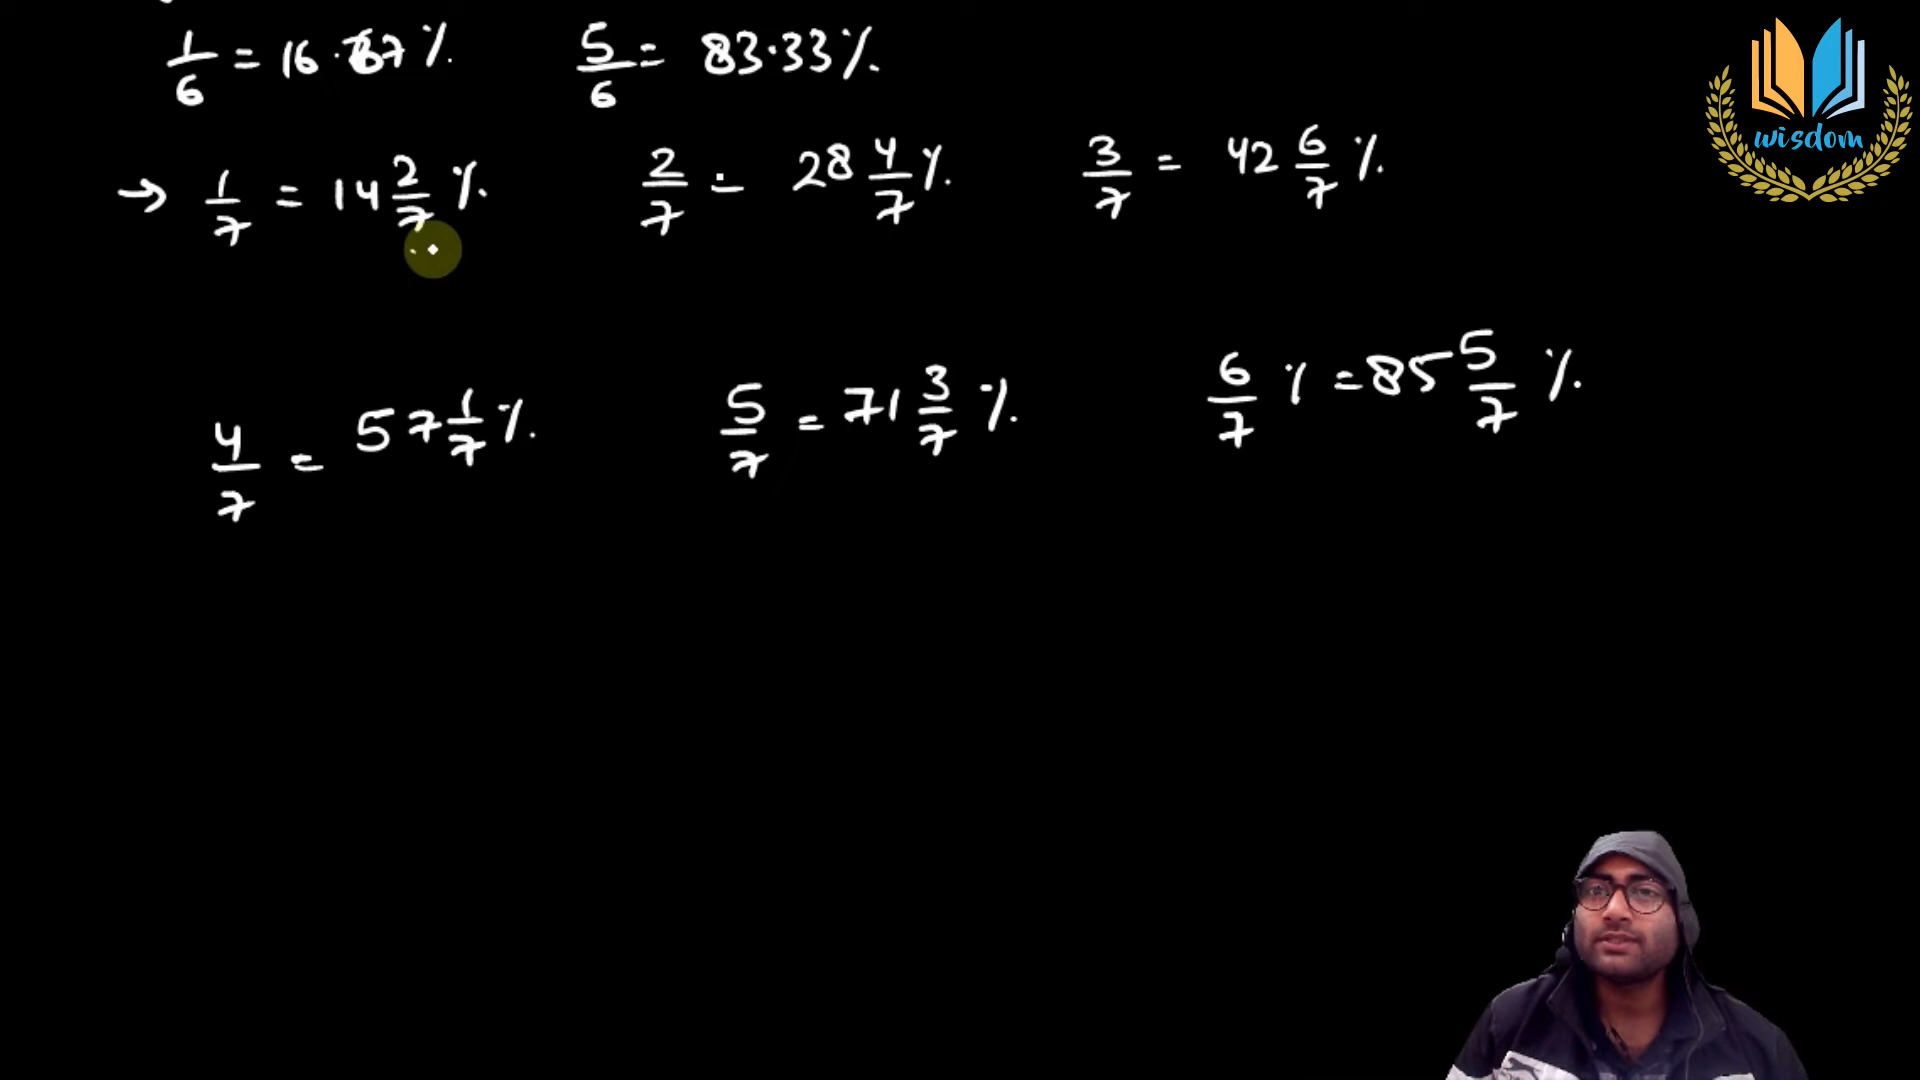 1/6 = 16.67%   5/6 = 83.33%
wisdom
→ 1/7 = 14 2/7 %   2/7 = 28 4/7 %   3/7 = 42 6/7 %
4/7 = 57 1/7 %   5/7 = 71 3/7 %   6/7 % = 85 5/7 %